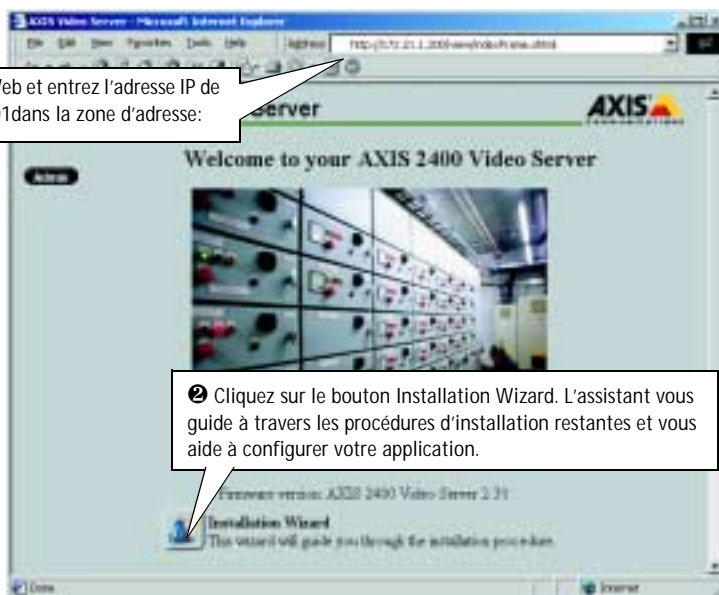 AXIS Video Server - Microsoft Internet Explorer
File Edit View Favorites Tools Help Address
Web et entrez l'adresse IP de
01dans la zone d'adresse:
Server
AXIS
COMMUNICATIONS
Welcome to your AXIS 2400 Video Server
❷ Cliquez sur le bouton Installation Wizard. L'assistant vous
guide à travers les procédures d'installation restantes et vous
aide à configurer votre application.
Firmware version: AXIS 2400 Video Server 2.31
Installation Wizard
This wizard will guide you through the installation procedure.
Done
Internet